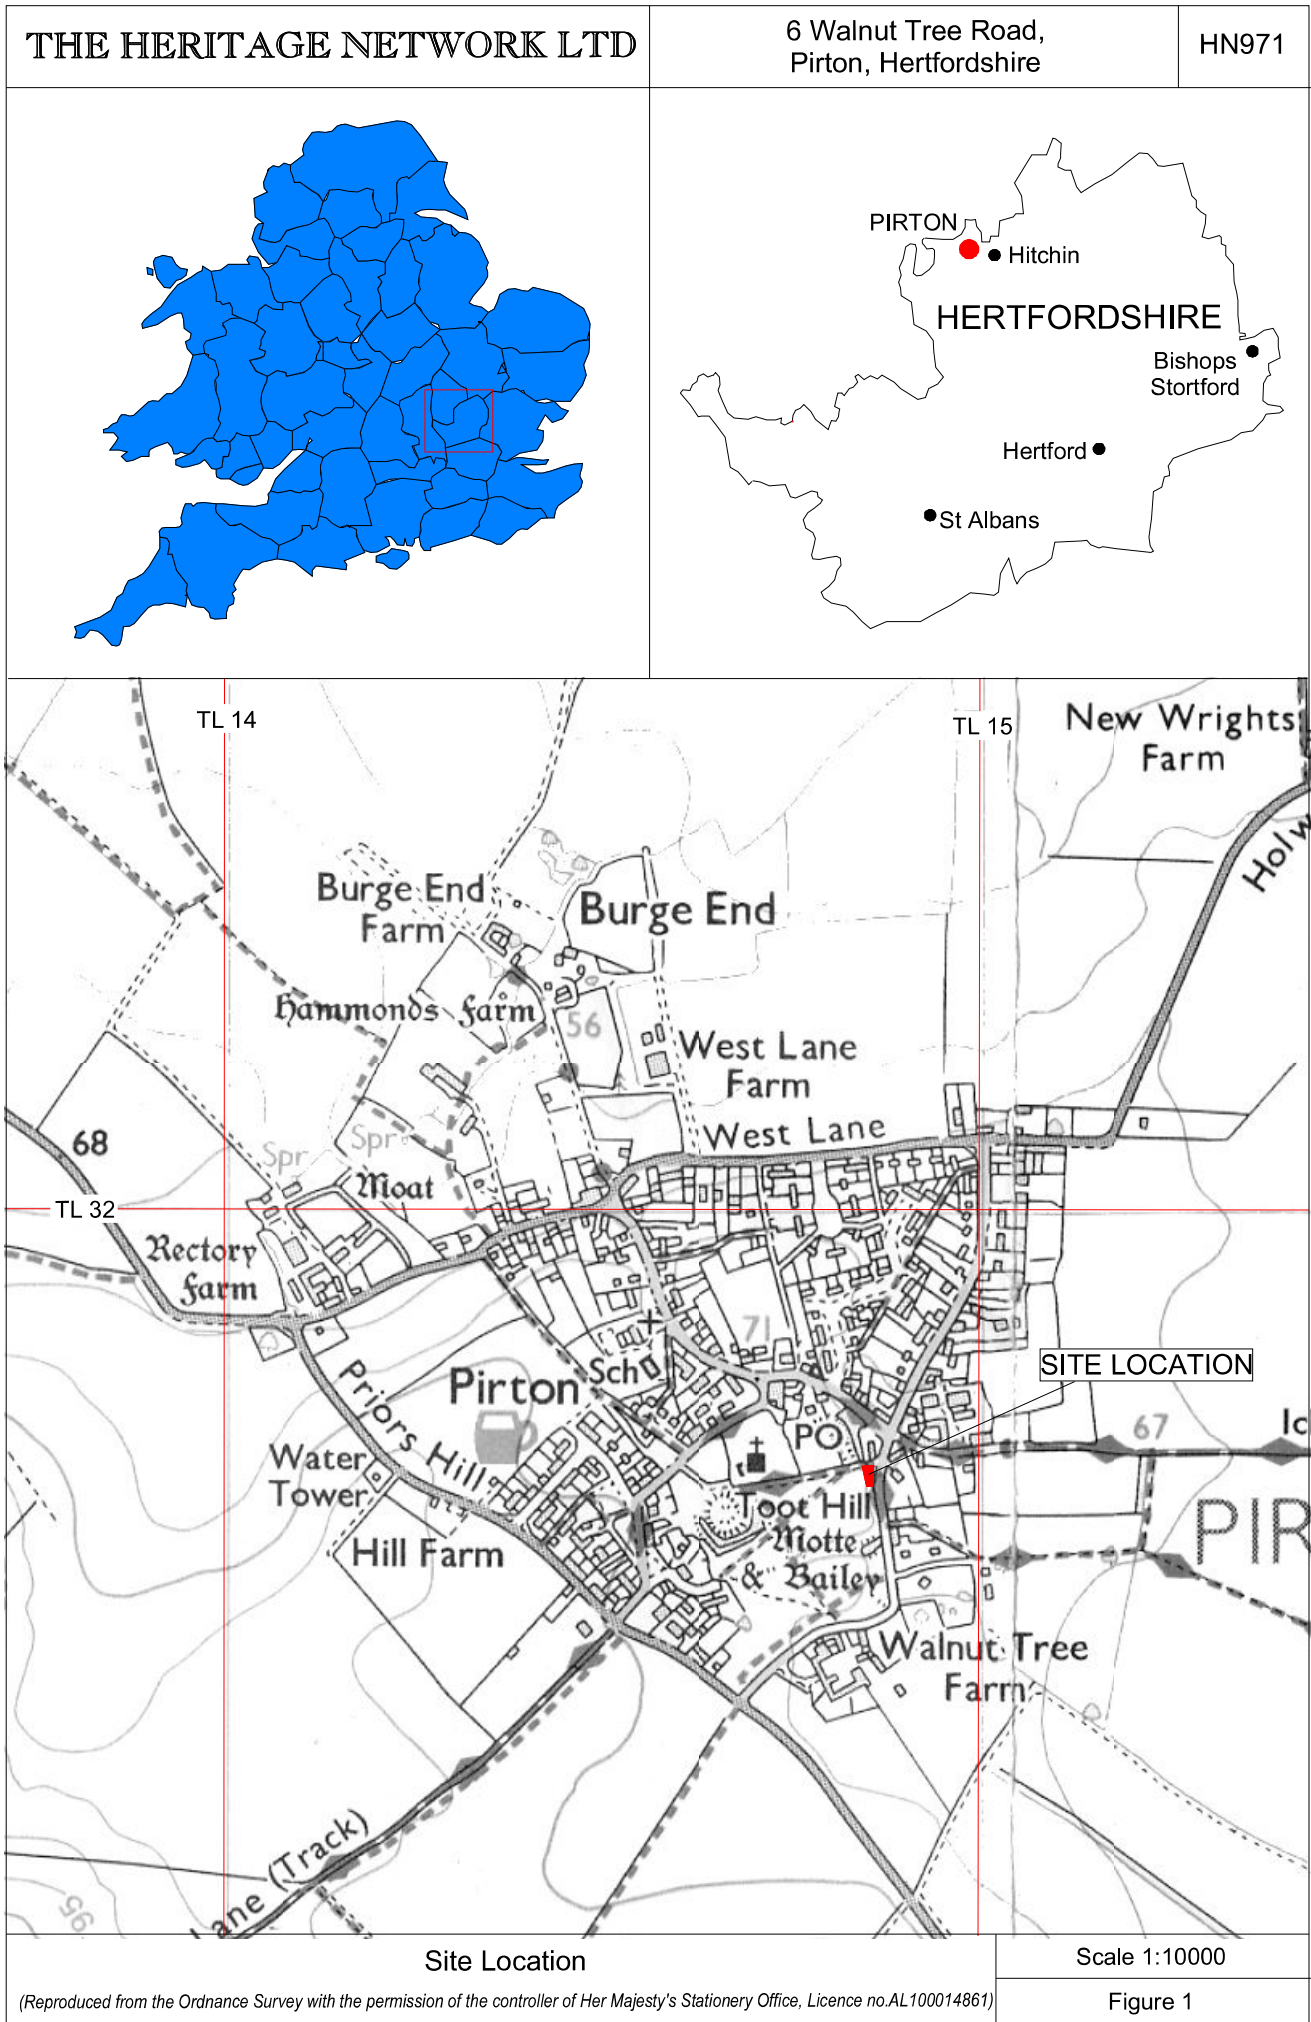 THE HERITAGE NETWORK LTD
6 Walnut Tree Road,
Pirton, Hertfordshire
HN971
PIRTON
Hitchin
HERTFORDSHIRE
Bishops
Stortford
Hertford
St Albans
TL 14
TL 15
New Wrights
Farm
Burge End
Farm
Burge End
Holw
Hammonds Farm
56
West Lane
Farm
West Lane
68
Spr
Spr
Moat
TL 32
Rectory
Farm
71
Sch
SITE LOCATION
Pirton
Priors Hill
PO
67
Ic
Water
Tower
Toot Hill
Motte
& Bailey
PIR
Hill Farm
Walnut Tree
Farm
Lane (Track)
95
Site Location
(Reproduced from the Ordnance Survey with the permission of the controller of Her Majesty's Stationery Office, Licence no.AL100014861)
Scale 1:10000
Figure 1